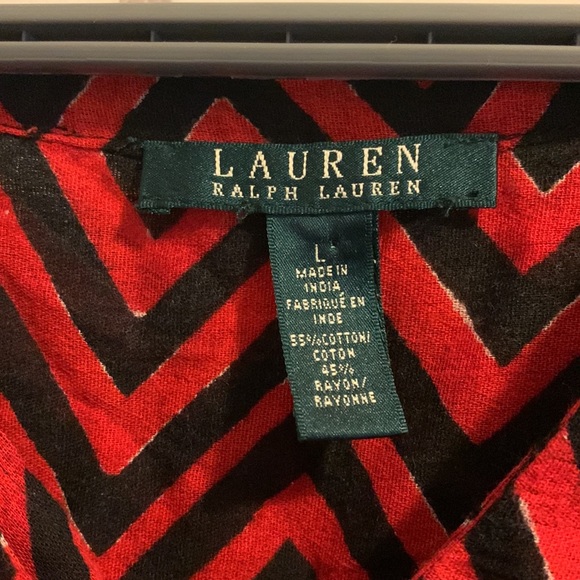 LAUREN
RALPH LAUREN
L
MADE IN
INDIA
FABRIQUÉ EN
INDE
55%COTTON/
COTON
45%
RAYON/
RAYONNE